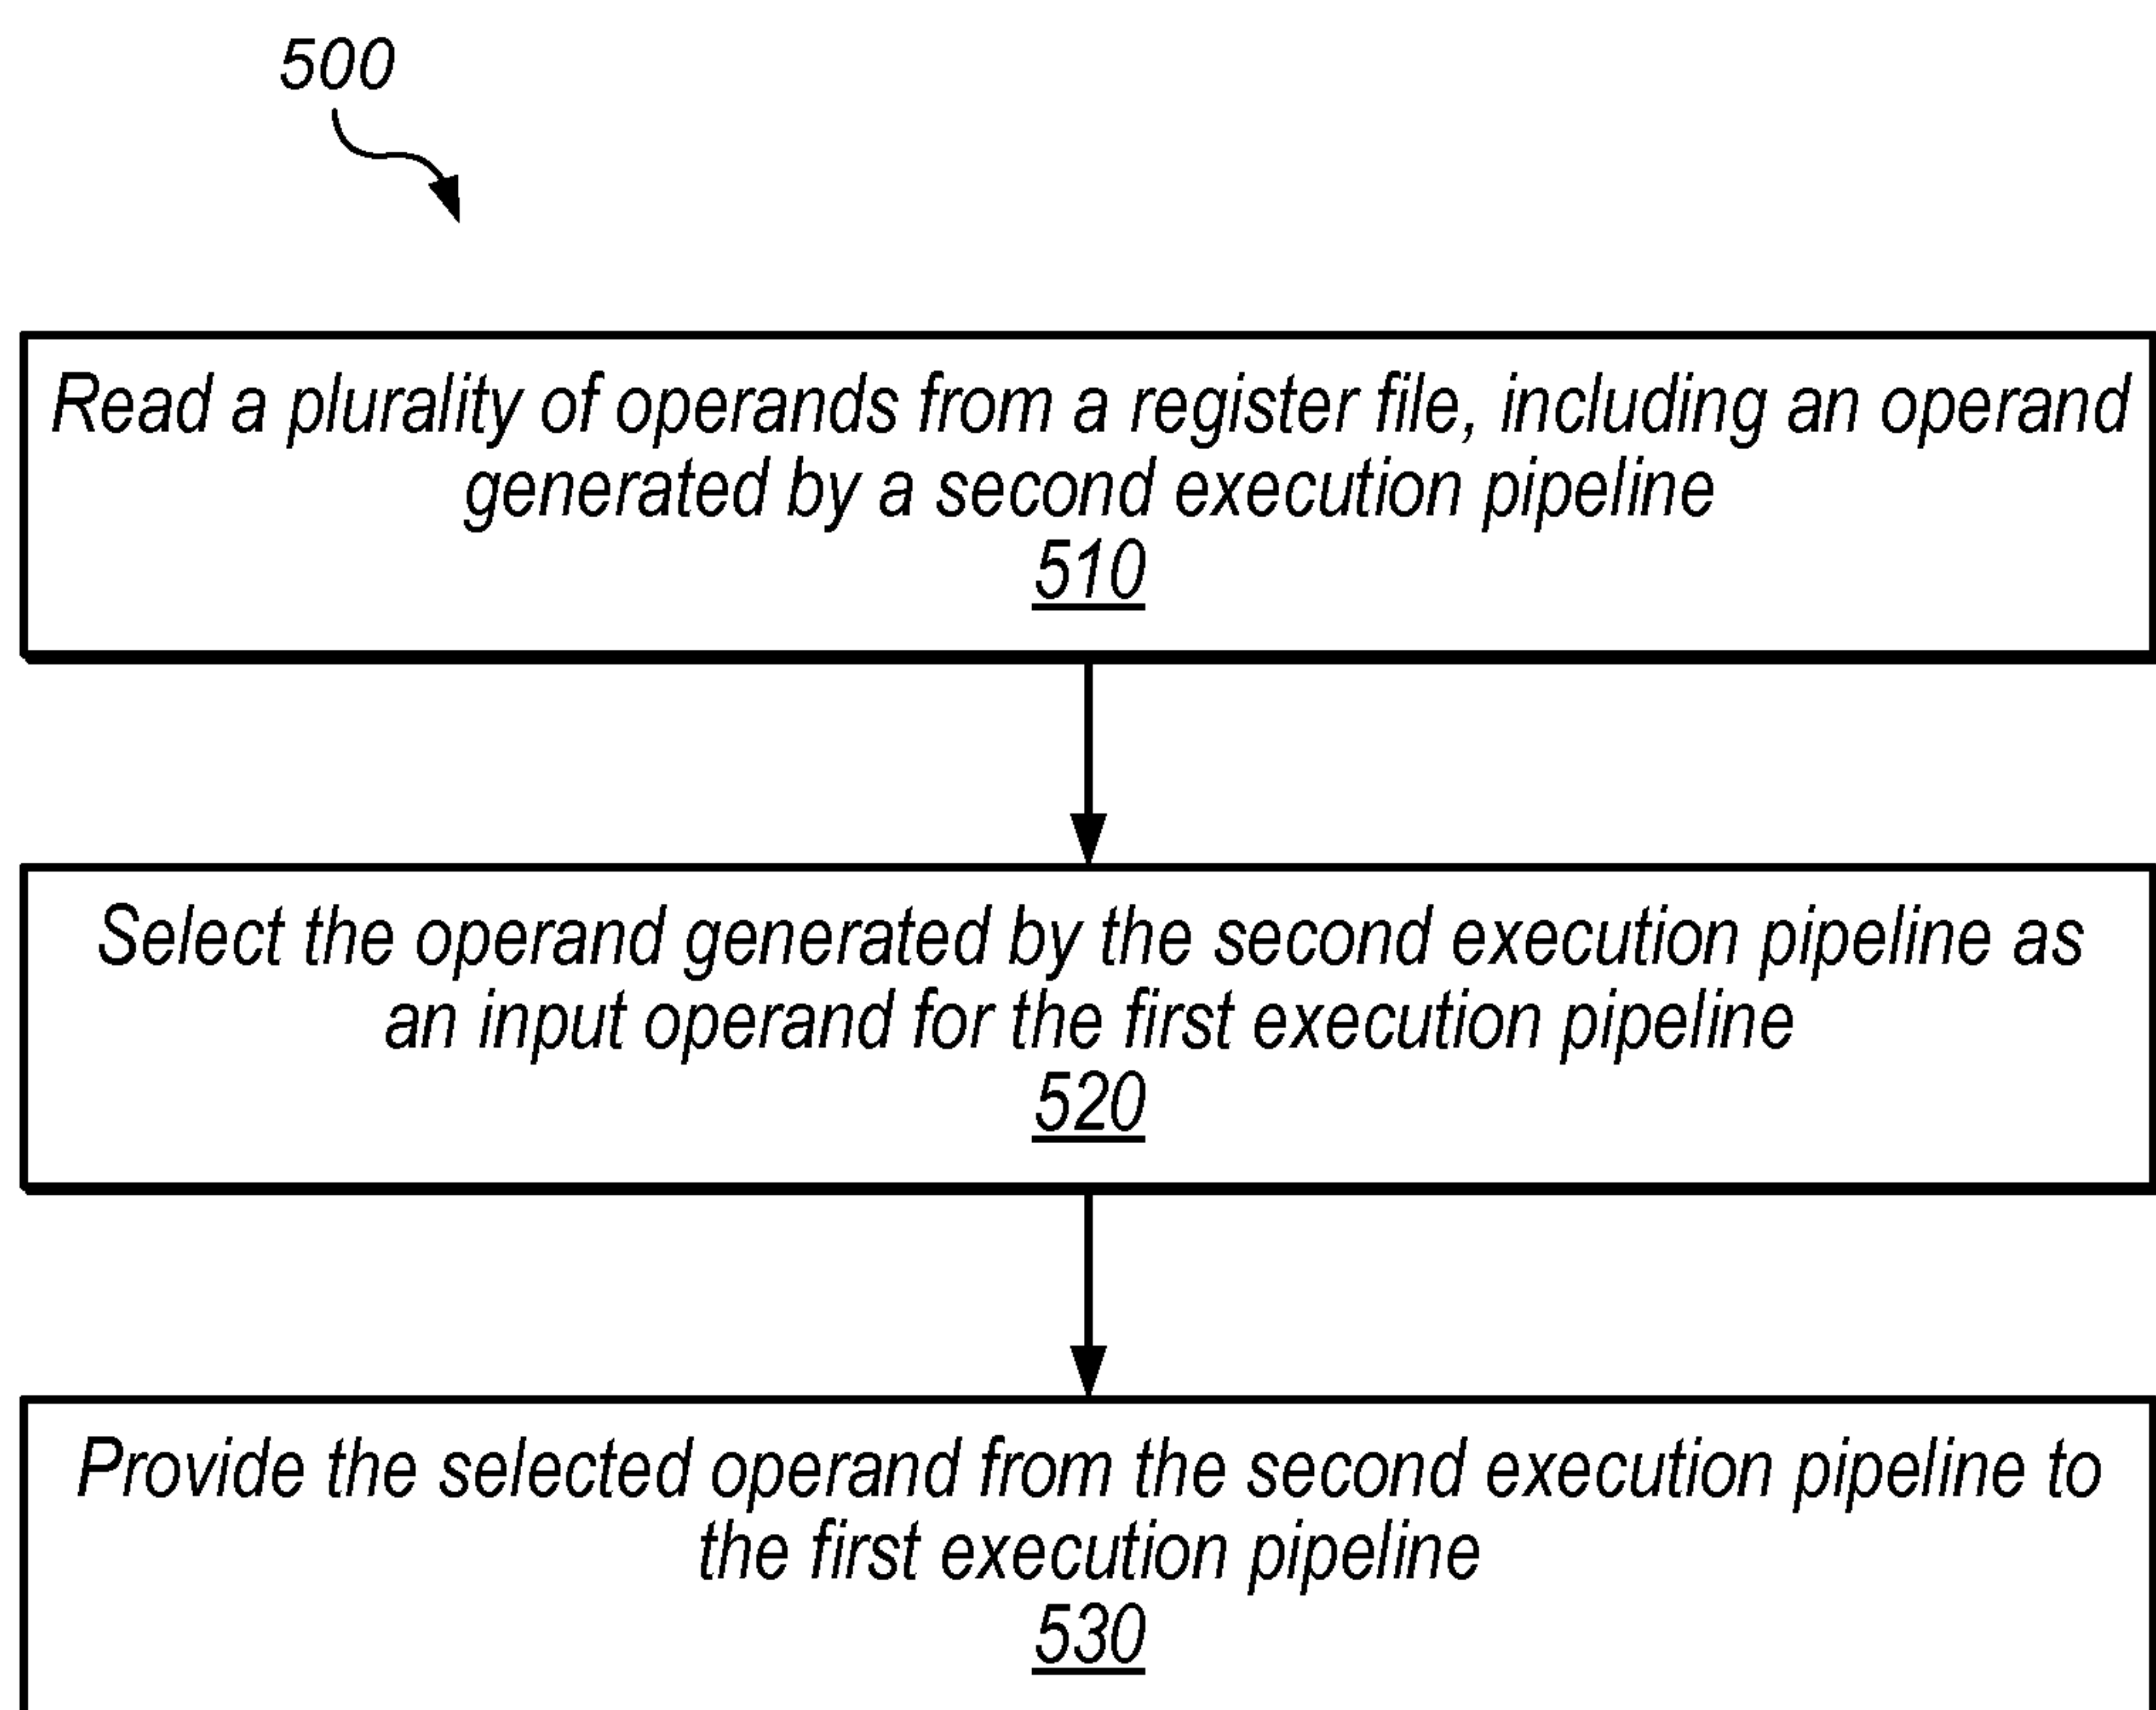 500
Read a plurality of operands from a register file, including an operand
generated by a second execution pipeline
510
Select the operand generated by the second execution pipeline as
an input operand for the first execution pipeline
520
Provide the selected operand from the second execution pipeline to
the first execution pipeline
530